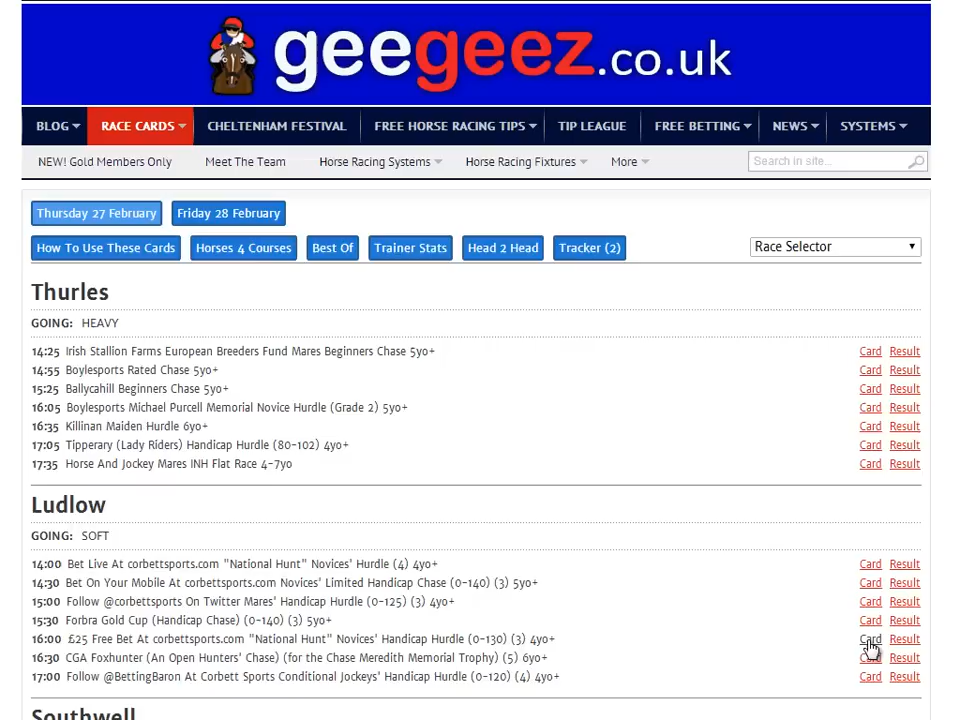 geegeez.co.uk
BLOG RACE CARDS CHELTENHAM FESTIVAL FREE HORSE RACING TIPS TIP LEAGUE FREE BETTING NEWS SYSTEMS
NEW! Gold Members Only Meet The Team Horse Racing Systems Horse Racing Fixtures More Search in site...
Thursday 27 February Friday 28 February
How To Use These Cards Horses 4 Courses Best Of Trainer Stats Head 2 Head Tracker (2) Race Selector
Thurles
GOING: HEAVY
14:25 Irish Stallion Farms European Breeders Fund Mares Beginners Chase 5yo+ Card Result
14:55 Boylesports Rated Chase 5yo+ Card Result
15:25 Ballycahill Beginners Chase 5yo+ Card Result
16:05 Boylesports Michael Purcell Memorial Novice Hurdle (Grade 2) 5yo+ Card Result
16:35 Killinan Maiden Hurdle 6yo+ Card Result
17:05 Tipperary (Lady Riders) Handicap Hurdle (80-102) 4yo+ Card Result
17:35 Horse And Jockey Mares INH Flat Race 4-7yo Card Result
Ludlow
GOING: SOFT
14:00 Bet Live At corbettsports.com "National Hunt" Novices' Hurdle (4) 4yo+ Card Result
14:30 Bet On Your Mobile At corbettsports.com Novices' Limited Handicap Chase (0-140) (3) 5yo+ Card Result
15:00 Follow @corbettsports On Twitter Mares' Handicap Hurdle (0-125) (3) 4yo+ Card Result
15:30 Forbra Gold Cup (Handicap Chase) (0-140) (3) 5yo+ Card Result
16:00 £25 Free Bet At corbettsports.com "National Hunt" Novices' Handicap Hurdle (0-130) (3) 4yo+ Card Result
16:30 CGA Foxhunter (An Open Hunters' Chase) (for the Chase Meredith Memorial Trophy) (5) 6yo+ Card Result
17:00 Follow @BettingBaron At Corbett Sports Conditional Jockeys' Handicap Hurdle (0-120) (4) 4yo+ Card Result
Southwell